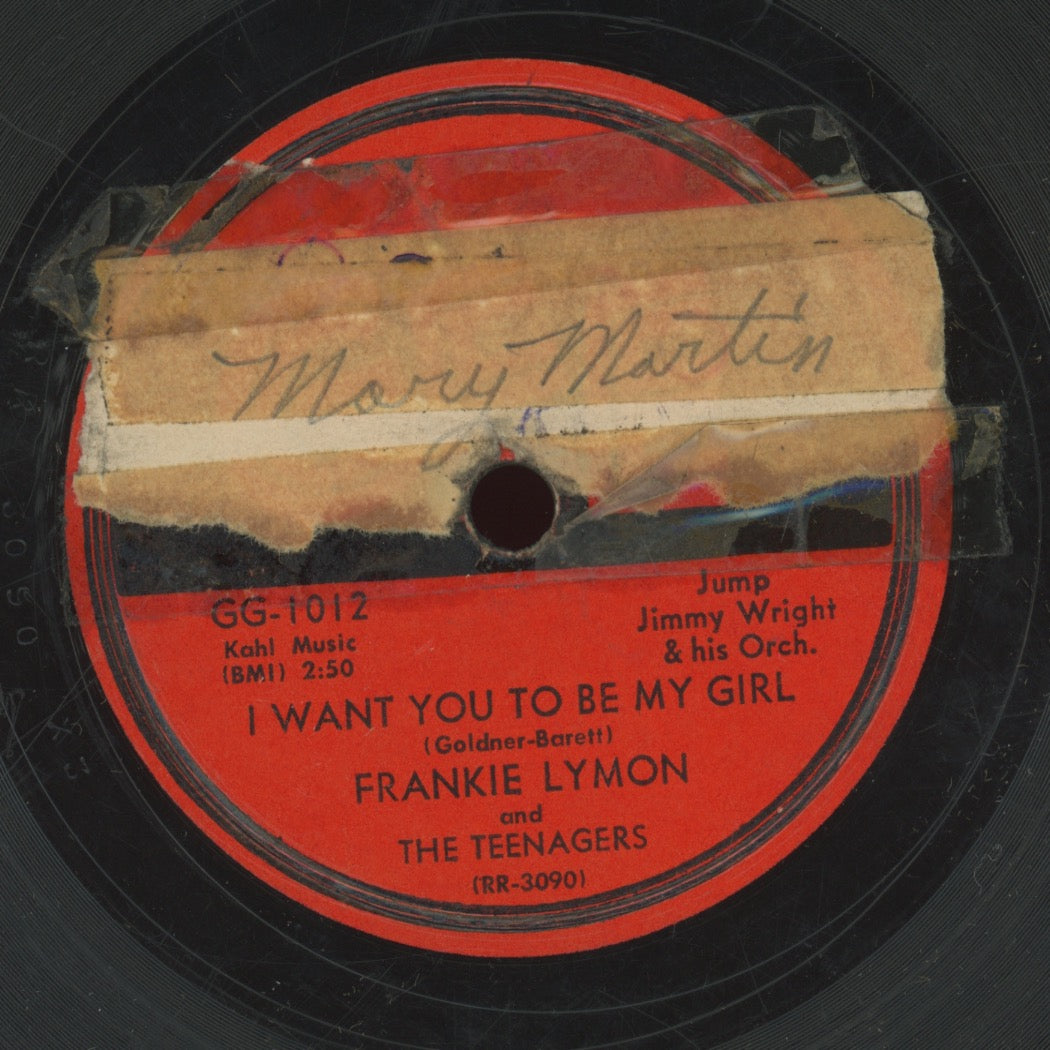 Mary Martin
GG-1012
Kahl Music
(BMI) 2:50
Jump
Jimmy Wright
& his Orch.
I WANT YOU TO BE MY GIRL
(Goldner-Barett)
FRANKIE LYMON
and
THE TEENAGERS
(RR-3090)